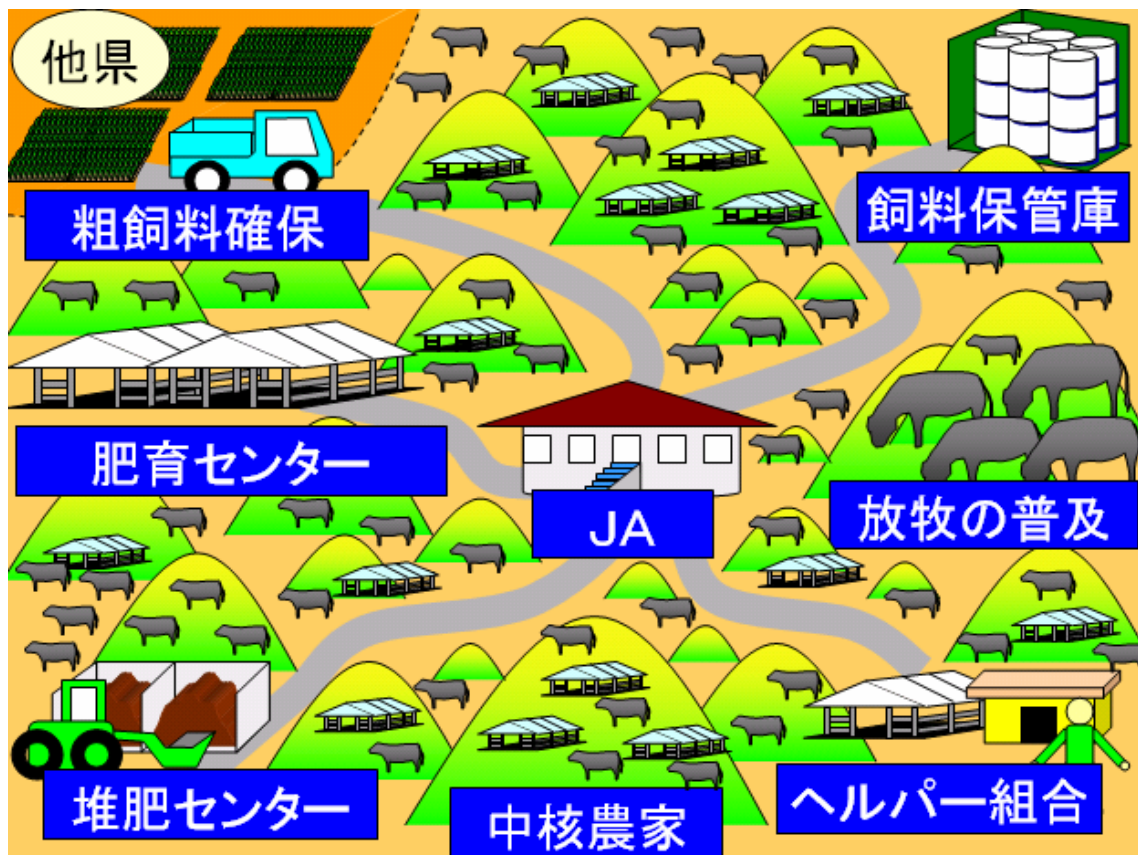 他県
粗飼料確保
飼料保管庫
肥育センター
JA
放牧の普及
堆肥センター
中核農家
ヘルパー組合